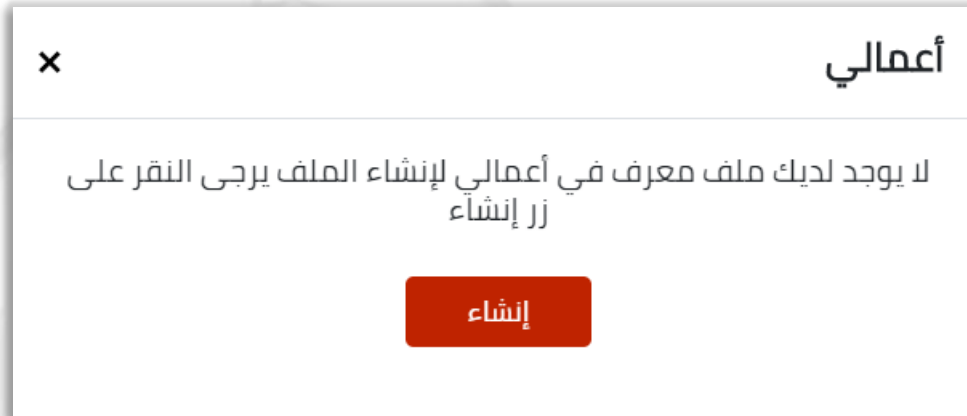 أعمالي
×
لا يوجد لديك ملف معرف في أعمالي لإنشاء الملف يرجى النقر على
زر إنشاء
إنشاء